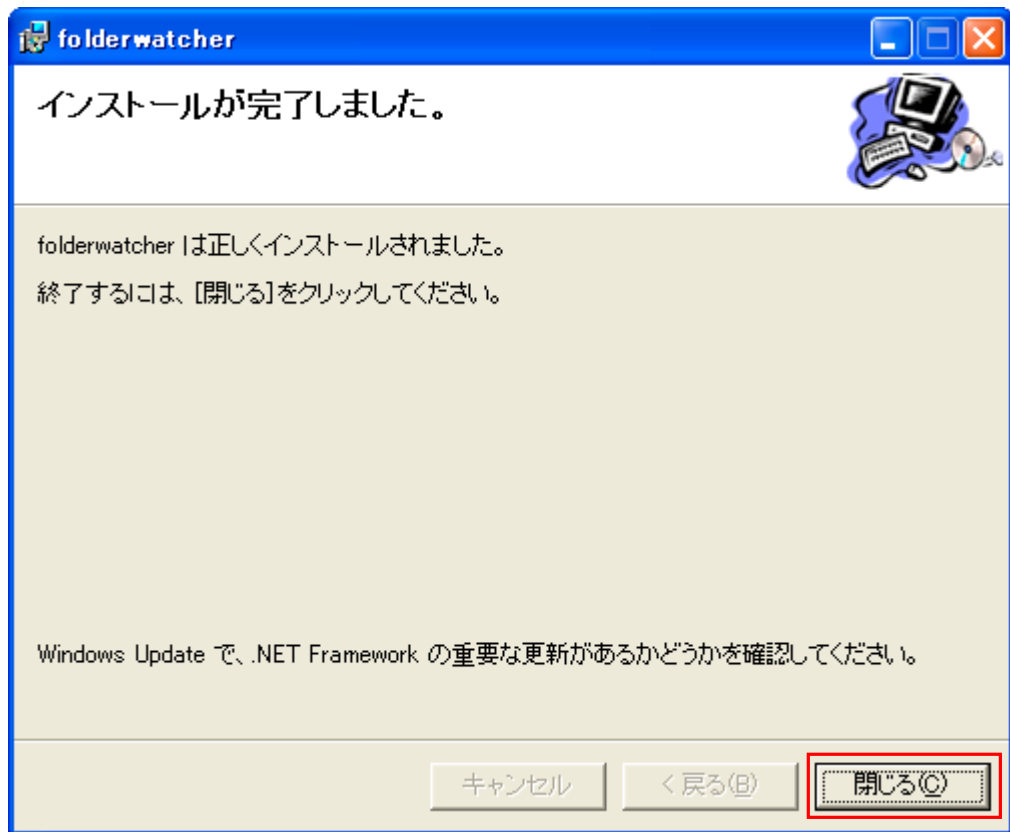 folderwatcher
インストールが完了しました。
folderwatcher は正しくインストールされました。
終了するには、[閉じる]をクリックしてください。
Windows Update で、.NET Framework の重要な更新があるかどうかを確認してください。
キャンセル
< 戻る(B)
閉じる(C)